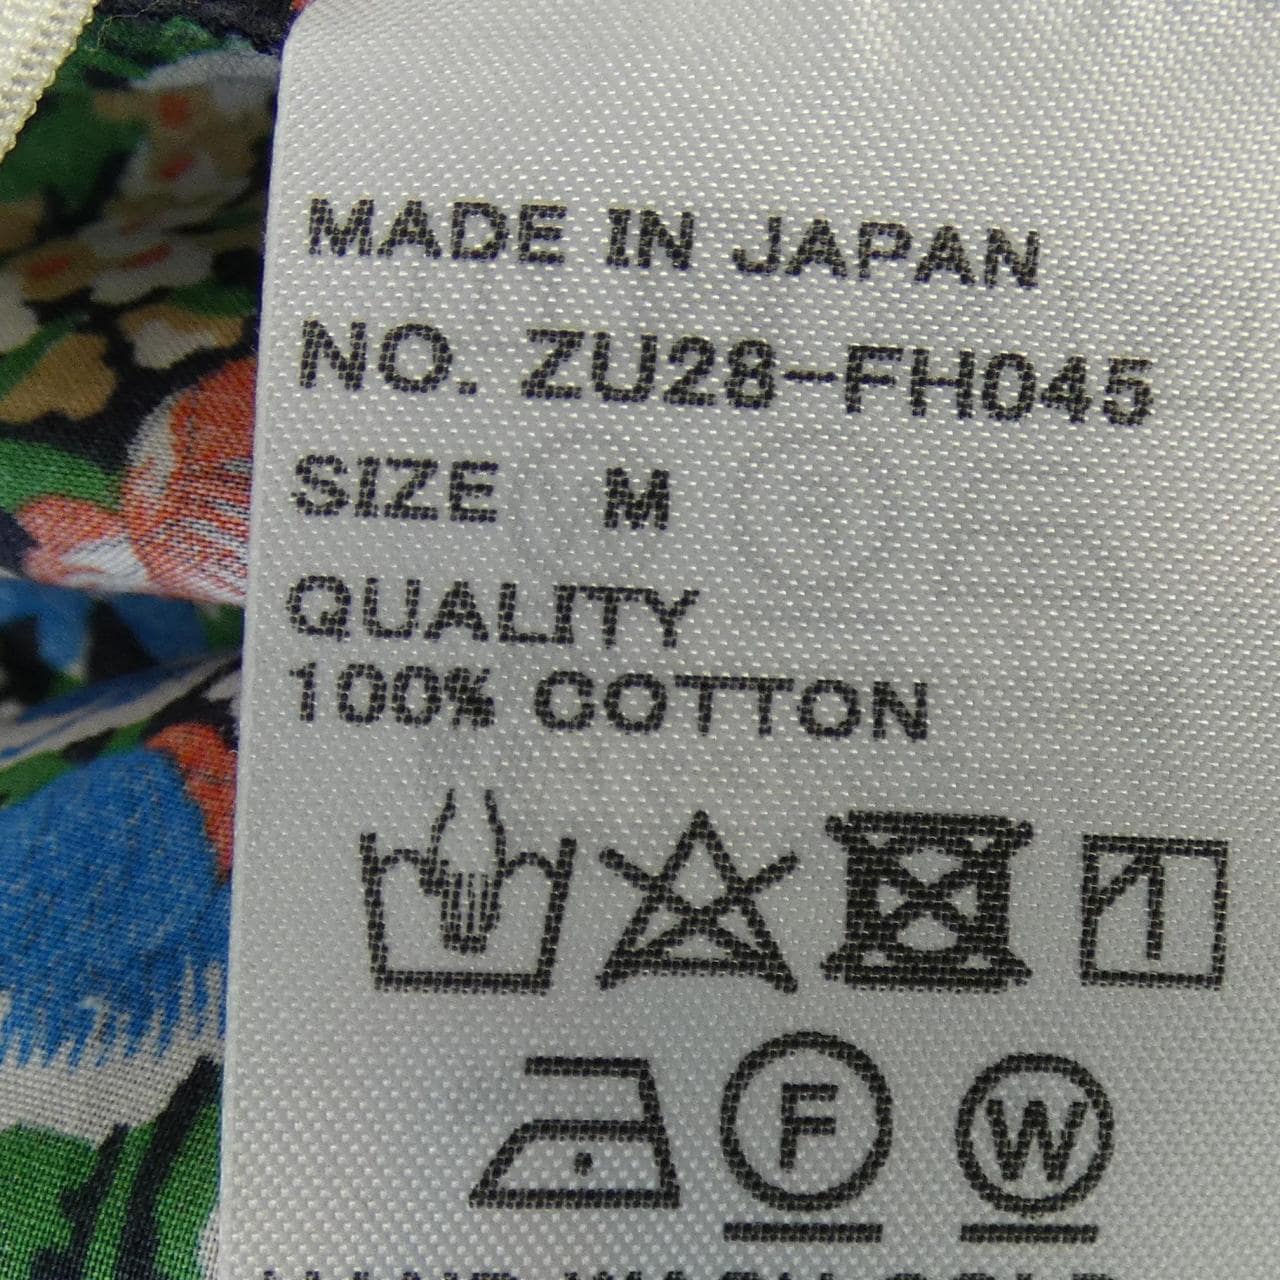 MADE IN JAPAN
NO. ZU28-FH045
SIZE M
QUALITY
100% COTTON
F W